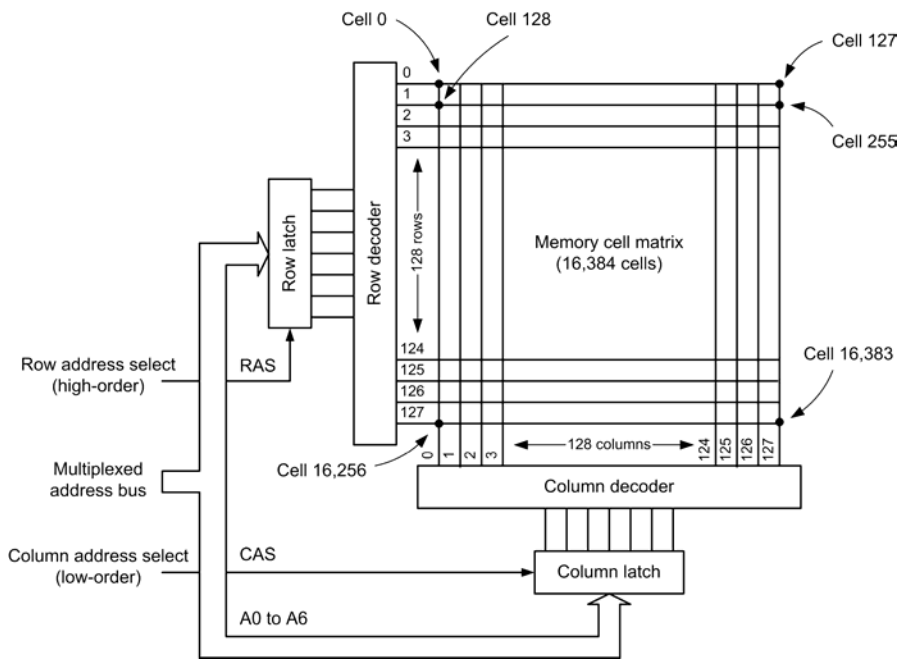 Cell 0
Cell 128
Cell 127
Cell 255
0
1
2
3
Row decoder
Row latch
128 rows
Memory cell matrix
(16,384 cells)
124
125
126
127
Row address select
(high-order)
RAS
Cell 16,383
Cell 16,256
0
1
2
3
128 columns
124
125
126
127
Multiplexed
address bus
Column decoder
Column address select
(low-order)
CAS
Column latch
A0 to A6